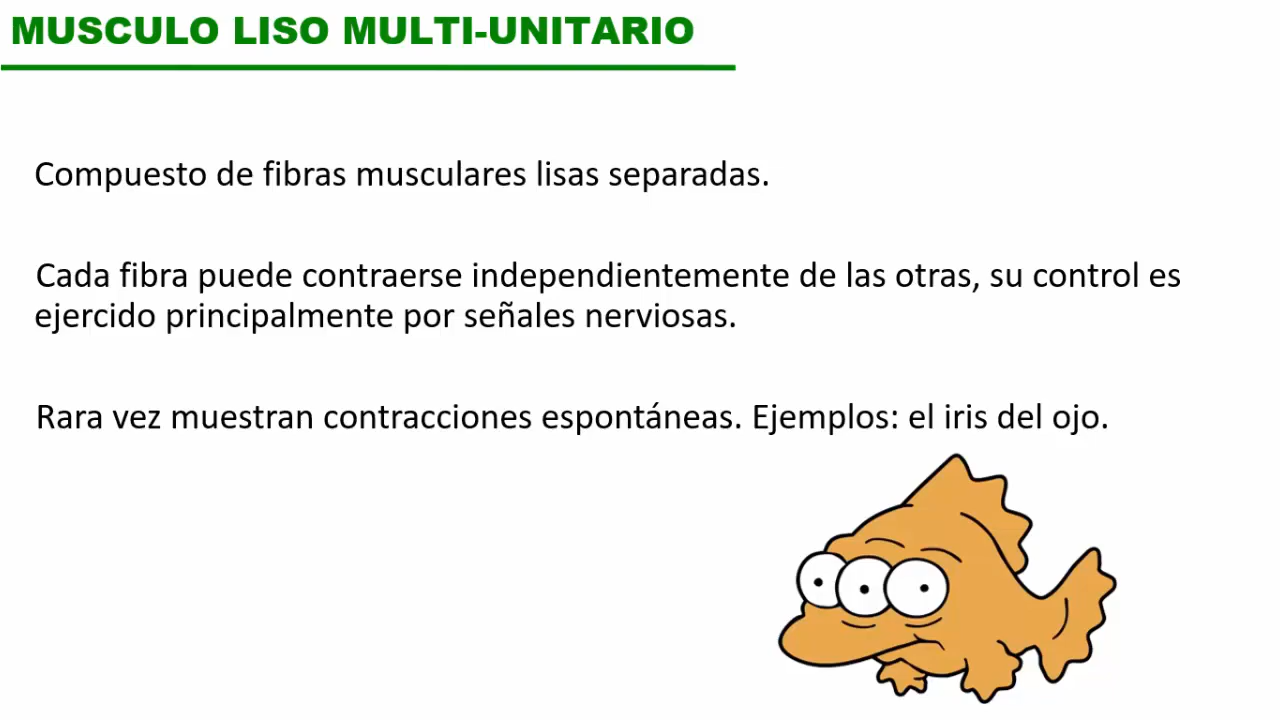 MUSCULO LISO MULTI-UNITARIO
Compuesto de fibras musculares lisas separadas.
Cada fibra puede contraerse independientemente de las otras, su control es
ejercido principalmente por señales nerviosas.
Rara vez muestran contracciones espontáneas. Ejemplos: el iris del ojo.